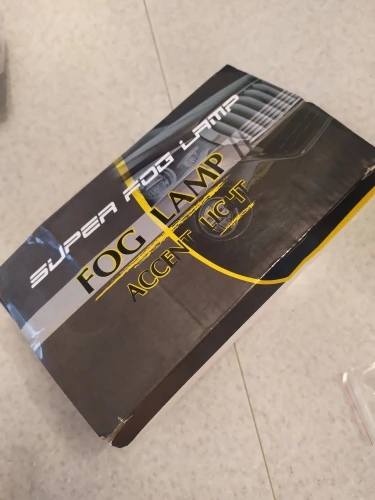 SUPER FOG LAMP
FOG LAMP
ACCENT LIGHT